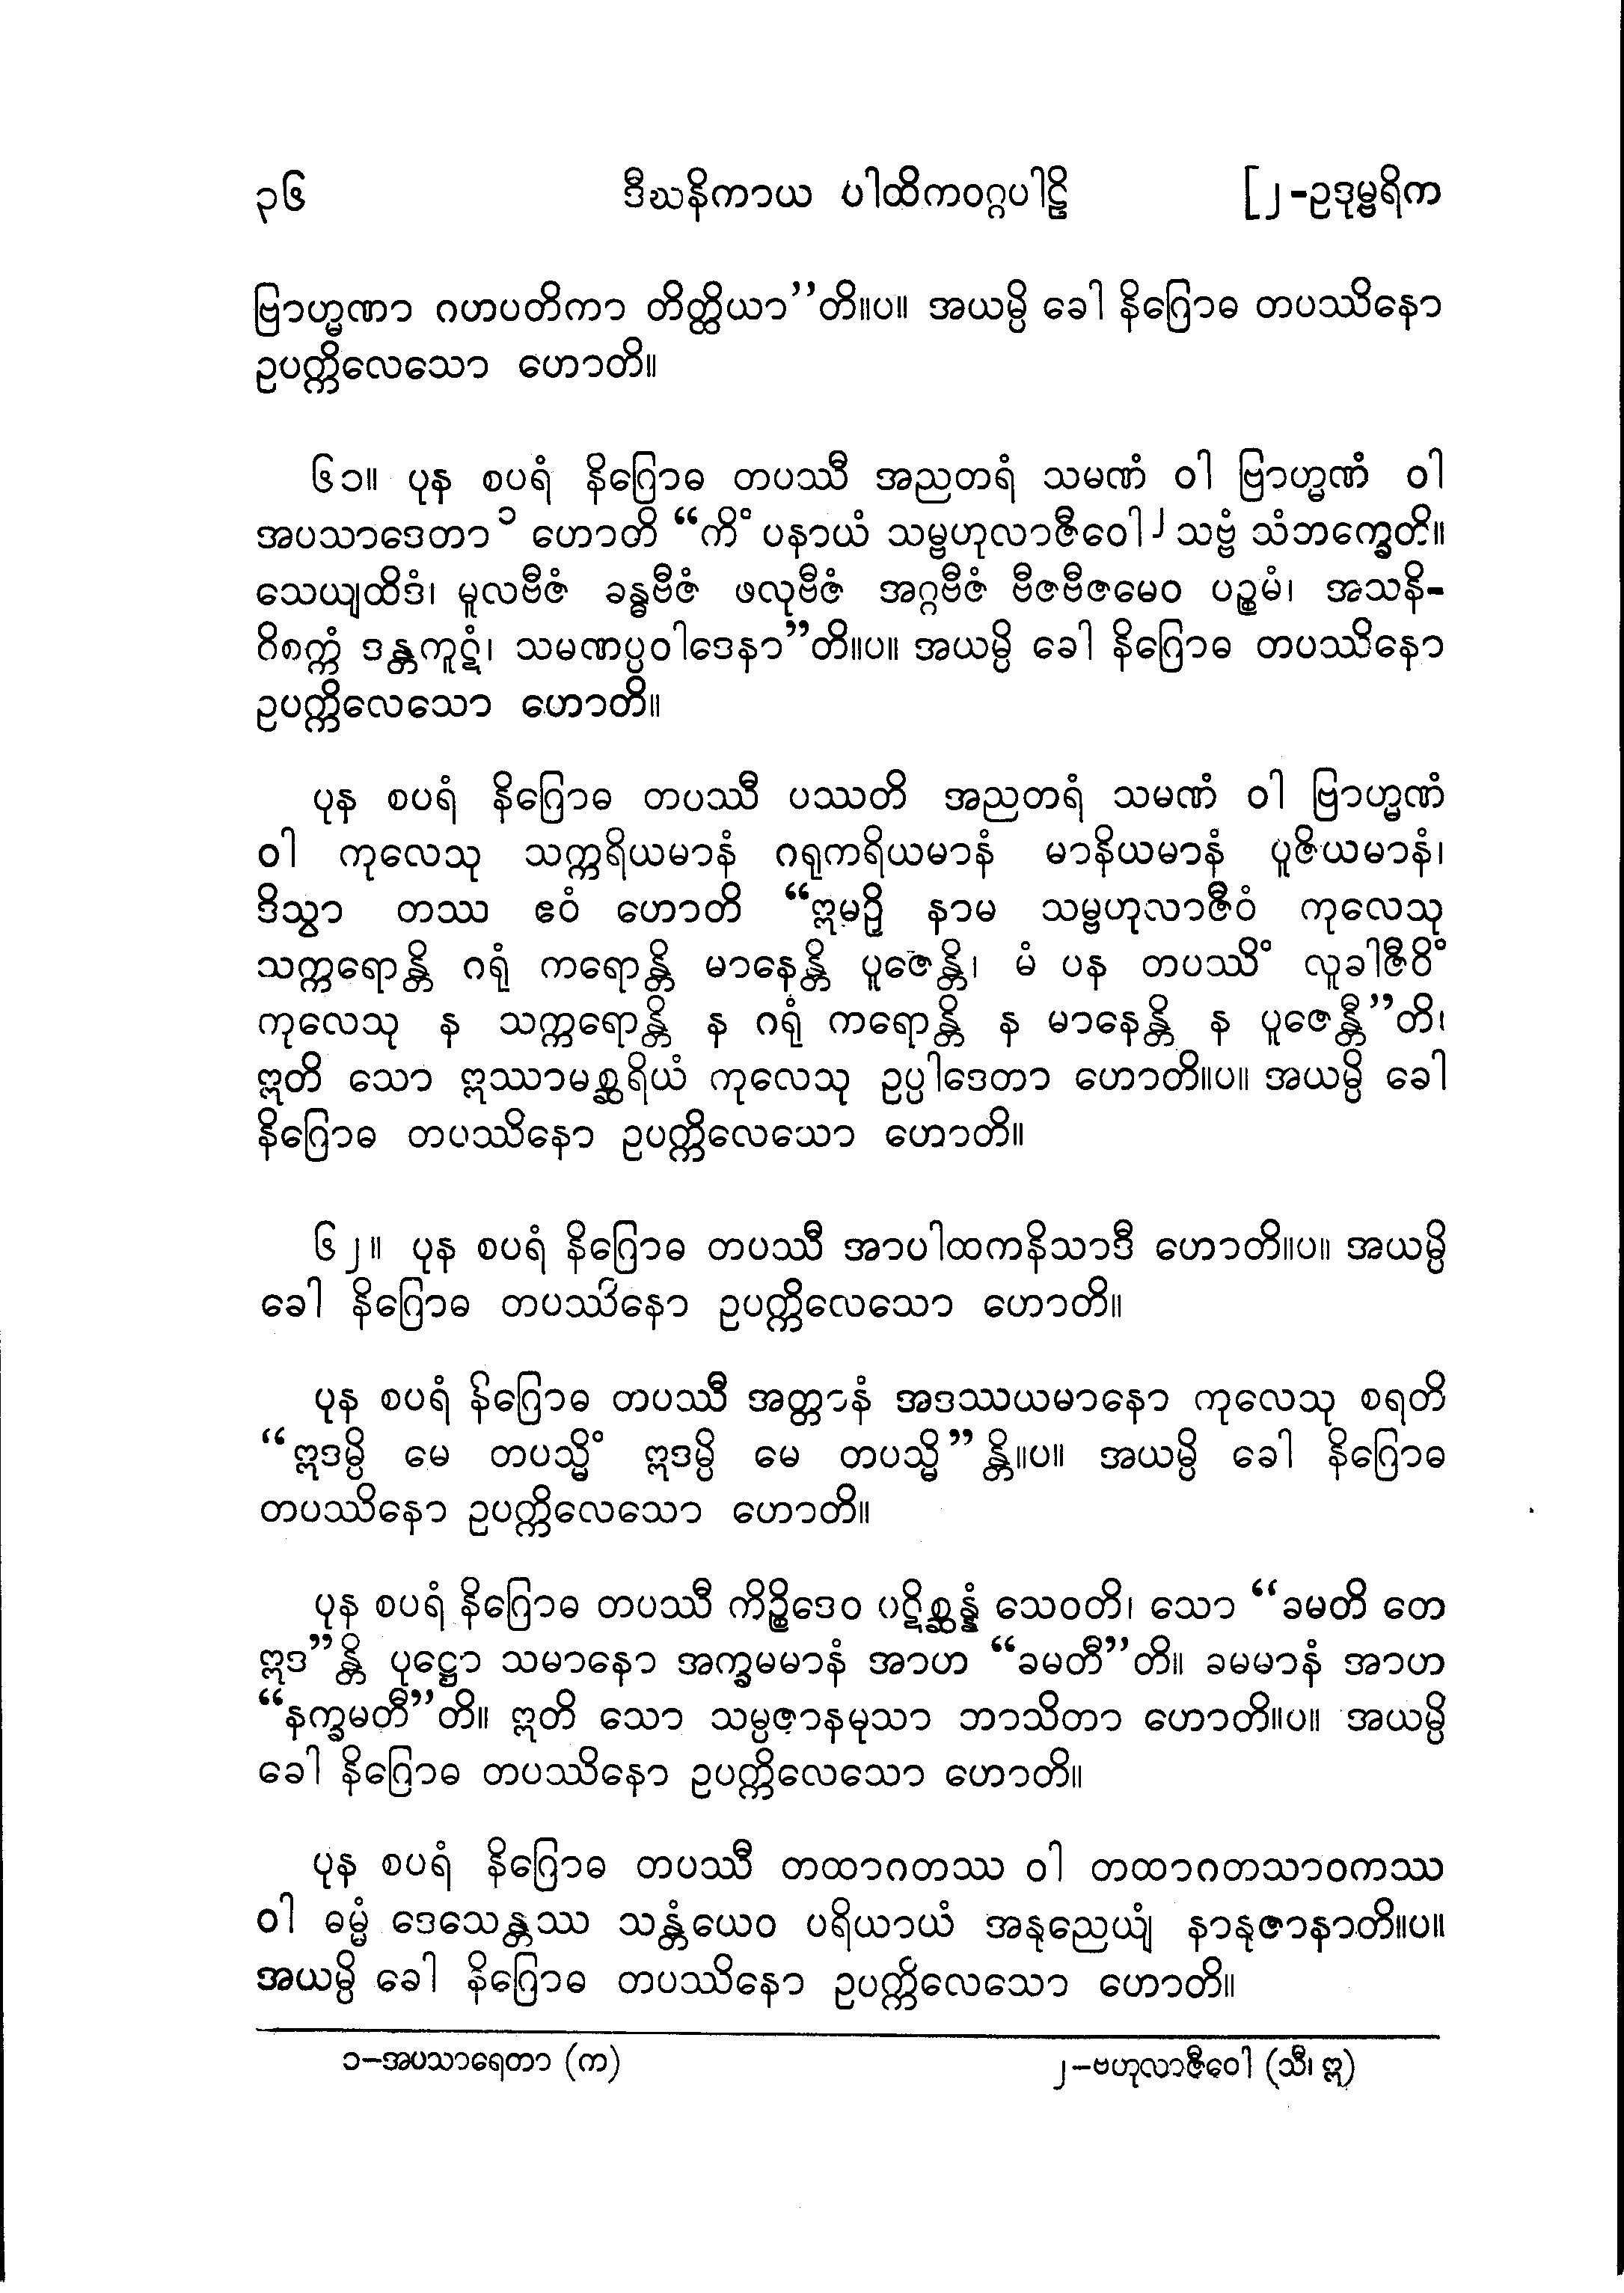 ၃၆ ဒီဃနိကာယ ပါထိကဝဂ္ဂပါဠိ [၂-ဥဒုမ္ဗရိက
ဗြာဟ္မဏာ ဂဟပတိကာ တိတ္ထိယာ’’တိ။ပ။ အယမ္ပိ ခေါ နိဂြောဓ တပဿိနော
ဥပက္ကိလေသော ဟောတိ။
၆၁။ ပုန စပရံ နိဂြောဓ တပဿီ အညတရံ သမဏံ ဝါ ဗြာဟ္မဏံ ဝါ
အပသာဒေတာ၁ ဟောတိ “ကိံ ပနာယံ သမ္ဗဟုလာဇီဝေါ၂ သဗ္ဗံ သံဘက္ခေတိ။
သေယျထိဒံ၊ မူလဗီဇံ ခန္ဓဗီဇံ ဖလုဗီဇံ အဂ္ဂဗီဇံ ဗီဇဗီဇမေဝ ပဉ္စမံ၊ အသနိ-
ဝိစက္ကံ ဒန္တကူဋံ၊ သမဏပ္ပဝါဒေနာ”တိ။ပ။ အယမ္ပိ ခေါ နိဂြောဓ တပဿိနော
ဥပက္ကိလေသော ဟောတိ။
ပုန စပရံ နိဂြောဓ တပဿီ ပဿတိ အညတရံ သမဏံ ဝါ ဗြာဟ္မဏံ
ဝါ ကုလေသု သက္ကရိယမာနံ ဂရုကရိယမာနံ မာနိယမာနံ ပူဇိယမာနံ၊
ဒိသွာ တဿ ဧဝံ ဟောတိ “ဣမဉှိ နာမ သမ္ဗဟုလာဇီဝံ ကုလေသု
သက္ကရောန္တိ ဂရုံ ကရောန္တိ မာနေန္တိ ပူဇေန္တိ၊ မံ ပန တပဿိံ လူခါဇီဝိံ
ကုလေသု န သက္ကရောန္တိ န ဂရုံ ကရောန္တိ န မာနေန္တိ န ပူဇေန္တီ”တိ၊
ဣတိ သော ဣဿာမစ္ဆရိယံ ကုလေသု ဥပ္ပါဒေတာ ဟောတိ။ပ။ အယမ္ပိ ခေါ
နိဂြောဓ တပဿိနော ဥပက္ကိလေသော ဟောတိ။
၆၂။ ပုန စပရံ နိဂြောဓ တပဿီ အာပါထကနိသာဒီ ဟောတိ။ပ။ အယမ္ပိ
ခေါ နိဂြောဓ တပဿိနော ဥပက္ကိလေသော ဟောတိ။
ပုန စပရံ နိဂြောဓ တပဿီ အတ္တာနံ အဒဿယမာနော ကုလေသု စရတိ
“ဣဒမ္ပိ မေ တပသ္မိံ ဣဒမ္ပိ မေ တပသ္မိ”န္တိ။ပ။ အယမ္ပိ ခေါ နိဂြောဓ
တပဿိနော ဥပက္ကိလေသော ဟောတိ။
ပုန စပရံ နိဂြောဓ တပဿီ ကိဉ္စိဒေဝ ပဋိစ္ဆန္နံ သေဝတိ၊ သော “ခမတိ တေ
ဣဒ”န္တိ ပုဋ္ဌော သမာနော အက္ခမမာနံ အာဟ “ခမတီ”တိ။ ခမမာနံ အာဟ
“နက္ခမတီ”တိ။ ဣတိ သော သမ္ပဇာနမုသာ ဘာသိတာ ဟောတိ။ပ။ အယမ္ပိ
ခေါ နိဂြောဓ တပဿိနော ဥပက္ကိလေသော ဟောတိ။
ပုန စပရံ နိဂြောဓ တပဿီ တထာဂတဿ ဝါ တထာဂတသာဝကဿ
ဝါ ဓမ္မံ ဒေသေန္တဿ သန္တံယေဝ ပရိယာယံ အနုညေယျံ နာနုဇာနာတိ။ပ။
အယမ္ပိ ခေါ နိဂြောဓ တပဿိနော ဥပက္ကိလေသော ဟောတိ။
၁-အပသာရေတာ (က) ၂-ဗဟုလာဇီဝေါ (သီ၊ ဣ)